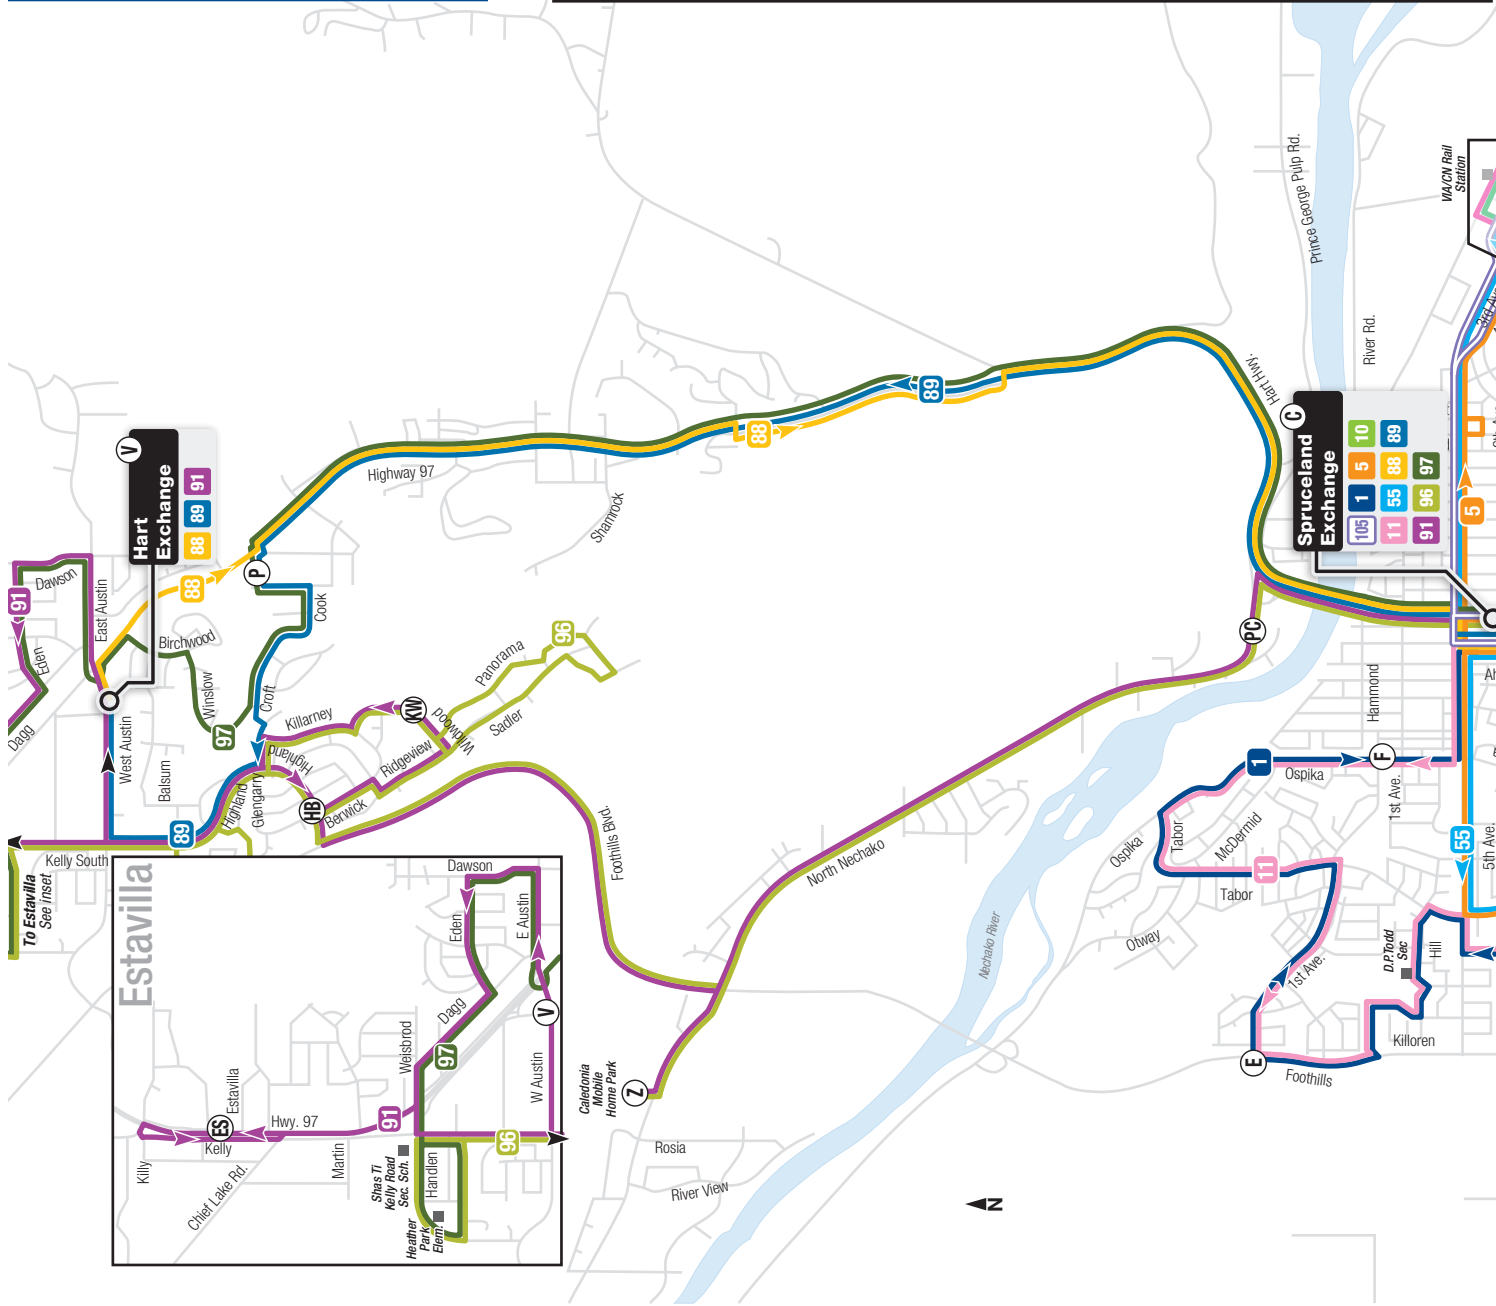 VIA/CN Rail
Station
Prince George Pulp Rd.
River Rd.
3rd Av
Hart Hwy.
C
Spruceland
Exchange
105
1
5
10
11
55
88
89
91
96
97
5
V
Hart
Exchange
88
89
91
Highway 97
Shamrock
89
88
88
91
Dawson
East Austin
Eden
Dagg
Birchwood
Winslow
97
P
Cook
Croft
Killarney
KW
Panorama
96
Wildwood
Sadler
Ridgeview
Highland
Highland
Glengarry
HB
Berwick
West Austin
Balsum
89
Kelly South
To Estavilla
See inset
Foothills Blvd.
North Nechako
PC
Nechako River
Hammond
1
Ospika
F
1st Ave.
Ospika
Tabor
McDermid
11
Tabor
Otway
55
5th Ave.
Ah
D.P.Todd
Sec
Hill
1st Ave.
Killoren
E
Foothills
Estavilla
Dawson
Eden
E Austin
Dagg
V
Weisbrod
97
W Austin
Estavilla
ES
Hwy. 97
91
Kelly
Killy
Chief Lake Rd.
Martin
96
Shas Ti
Kelly Road
Sec. Sch.
Handlen
Heather
Park
Elem.
Caledonia
Mobile
Home Park
Z
Rosia
River View
N